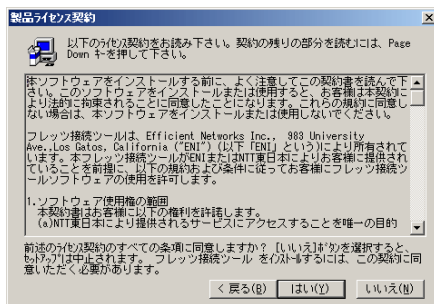 製品ライセンス契約
以下のライセンス契約をお読み下さい。契約の残りの部分を読むには、Page
Down キーを押して下さい。
本ソフトウェアをインストールする前に、よく注意してこの契約書を読んで下
さい。このソフトウェアをインストールまたは使用すると、お客様は本契約に
より法的に拘束されることに同意したことになります。これらの規約に同意し
ない場合は、本ソフトウェアをインストールまたは使用しないでください。
フレッツ接続ツールは、Efficient Networks Inc., 983 University
Ave.,Los Gatos, California ("ENI") (以下「ENI」という)により所有されて
います。本フレッツ接続ツールがENIまたはNTT東日本によりお客様に提供され
ていることを前提に、以下の規約および条件に従ってお客様にフレッツ接続ツ
ールソフトウェアの使用を許可します。
1.ソフトウェア使用権の範囲
本契約書はお客様に以下の権利を許諾します。
(a)NTT東日本により提供されるサービスにアクセスすることを唯一の目的
前述のライセンス契約のすべての条項に同意しますか? [いいえ]ボタンを選択すると、
セットアップは中止されます。 フレッツ接続ツール をインストールするには、この契約に同
意いただく必要があります。
< 戻る(B) はい(Y) いいえ(N)